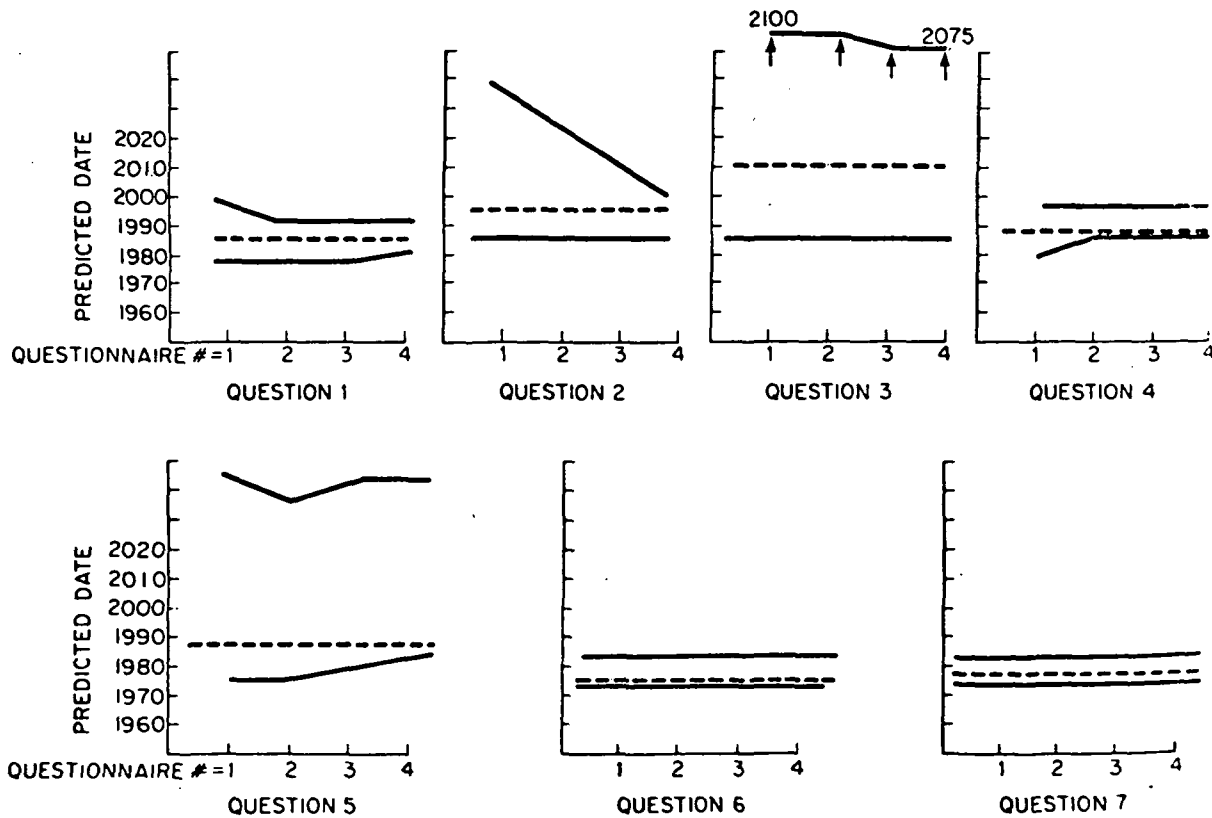 2100
2075
PREDICTED DATE
2020
2010
2000
1990
1980
1970
1960
QUESTIONNAIRE #=1 2 3 4
1 2 3 4
1 2 3 4
1 2 3 4
QUESTION 1
QUESTION 2
QUESTION 3
QUESTION 4
PREDICTED DATE
2020
2010
2000
1990
1980
1970
1960
QUESTIONNAIRE #=1 2 3 4
1 2 3 4
1 2 3 4
QUESTION 5
QUESTION 6
QUESTION 7